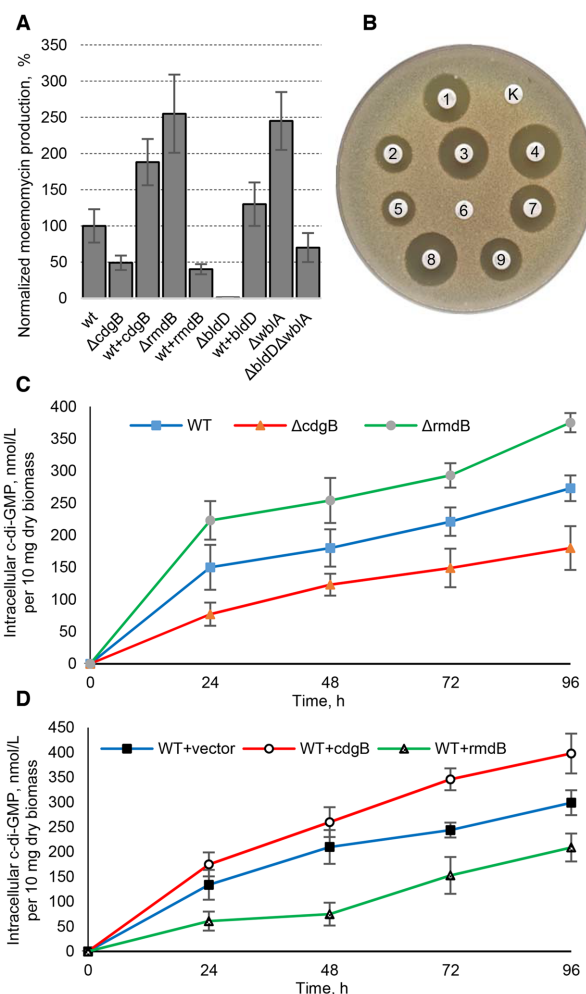 A
Normalized moemomycin production, %
350
300
250
200
150
100
50
0
wt
ΔcdgB
wt+cdgB
ΔrmdB
wt+rmdB
ΔbldD
wt+bldD
ΔwblA
ΔbldDΔwblA
B
1
K
2
3
4
5
6
7
8
9
C
Intracellular c-di-GMP, nmol/L
per 10 mg dry biomass
400
350
300
250
200
150
100
50
0
WT
ΔcdgB
ΔrmdB
0
24
48
72
96
Time, h
D
Intracellular c-di-GMP, nmol/L
per 10 mg dry biomass
450
400
350
300
250
200
150
100
50
0
WT+vector
WT+cdgB
WT+rmdB
0
24
48
72
96
Time, h